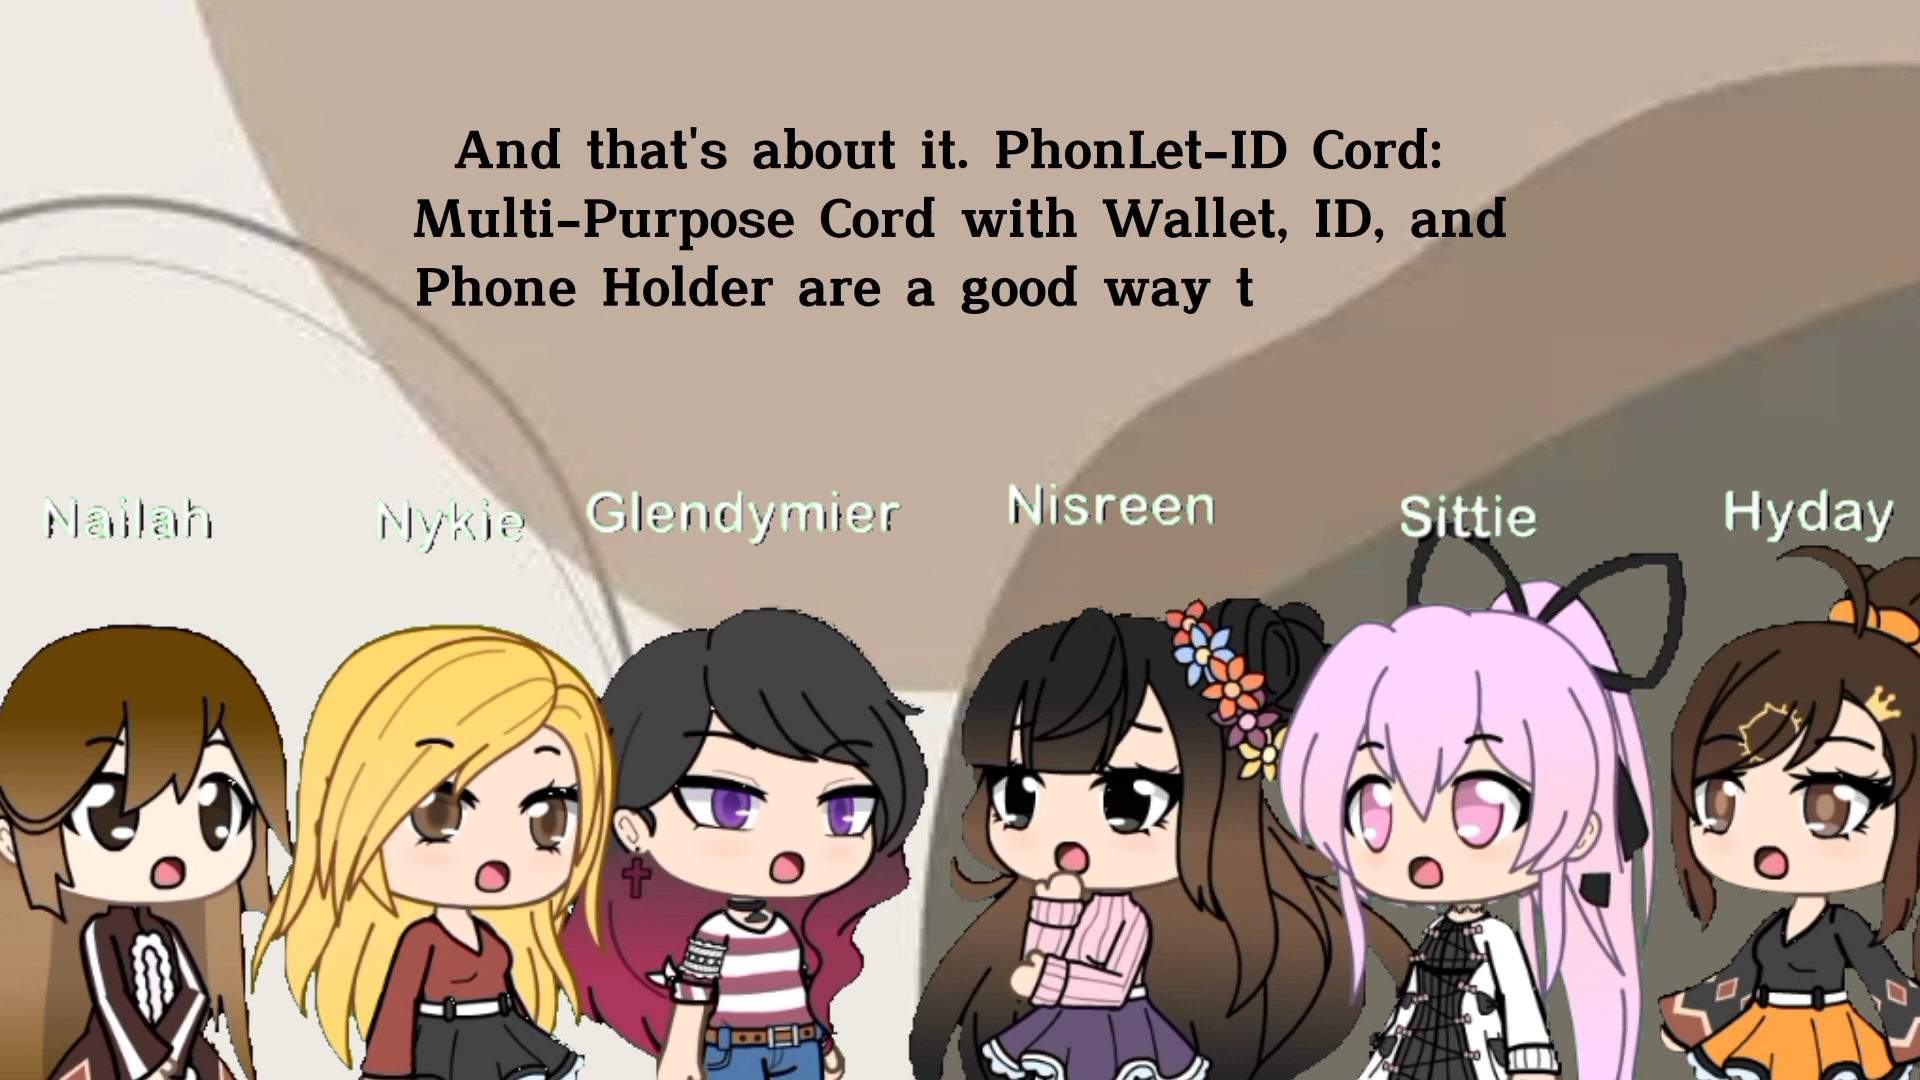 And that's about it. PhonLet-ID Cord:
Multi-Purpose Cord with Wallet, ID, and
Phone Holder are a good way t
Nailah
Nykie
Glendymier
Nisreen
Sittie
Hyday